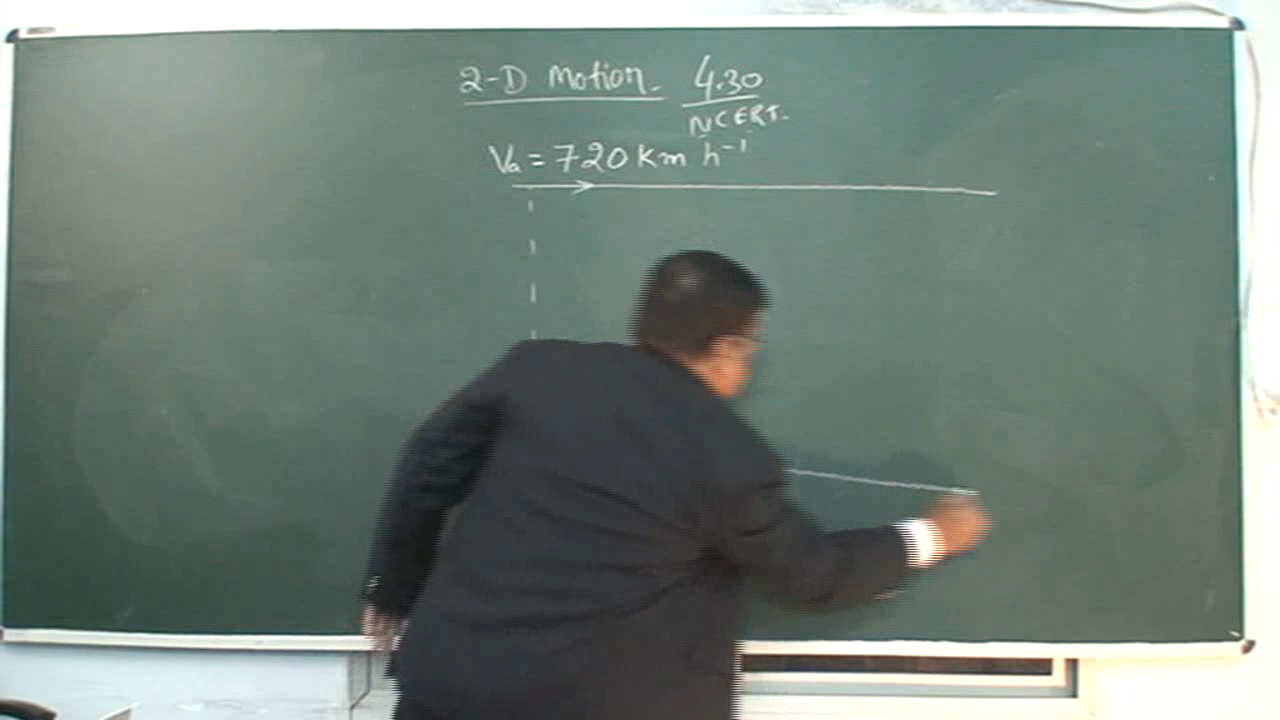 2-D Motion. 4.30
NCERT.
Va = 720 Km h⁻¹